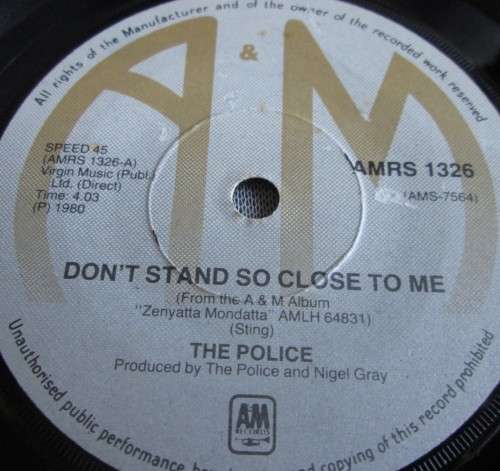 All rights of the Manufacturer and of the owner of the recorded work reserved
A & M
SPEED 45
(AMRS 1326-A)
Virgin Music (Publ.)
Ltd. (Direct)
Time: 4.03
(P) 1980
AMRS 1326
(AMS-7564)
DON'T STAND SO CLOSE TO ME
(From the A & M Album
"Zenyatta Mondatta" AMLH 64831)
(Sting)
THE POLICE
Produced by The Police and Nigel Gray
A&M
RECORDS
Unauthorised public performance
and copying of this record prohibited